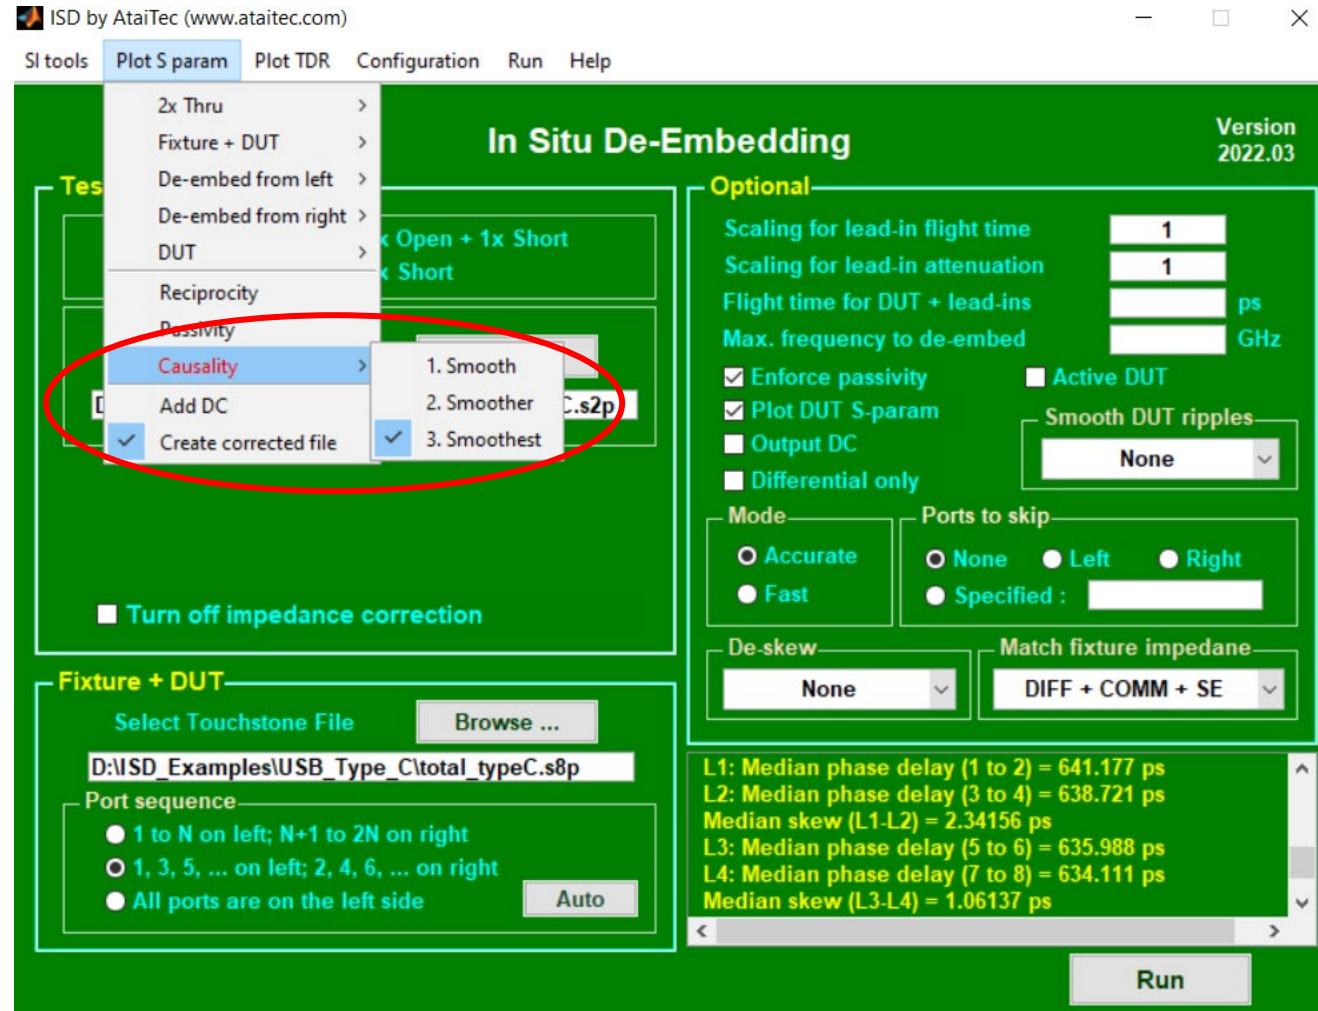 ISD by AtaiTec (www.ataitec.com)
SI tools Plot S param Plot TDR Configuration Run Help
2x Thru
Fixture + DUT
De-embed from left
De-embed from right
DUT
Reciprocity
Passivity
Causality
Add DC
Create corrected file
1. Smooth
2. Smoother
3. Smoothest
In Situ De-Embedding
Version
2022.03
Tes
Open + 1x Short
x Short
C.s2p
Turn off impedance correction
Fixture + DUT
Select Touchstone File Browse ...
D:\ISD_Examples\USB_Type_C\total_typeC.s8p
Port sequence
1 to N on left; N+1 to 2N on right
1, 3, 5, ... on left; 2, 4, 6, ... on right
All ports are on the left side Auto
Optional
Scaling for lead-in flight time 1
Scaling for lead-in attenuation 1
Flight time for DUT + lead-ins ps
Max. frequency to de-embed GHz
Enforce passivity Active DUT
Plot DUT S-param
Output DC
Differential only
Smooth DUT ripples
None
Mode
Accurate
Fast
Ports to skip
None Left Right
Specified :
De-skew
None
Match fixture impedane
DIFF + COMM + SE
L1: Median phase delay (1 to 2) = 641.177 ps
L2: Median phase delay (3 to 4) = 638.721 ps
Median skew (L1-L2) = 2.34156 ps
L3: Median phase delay (5 to 6) = 635.988 ps
L4: Median phase delay (7 to 8) = 634.111 ps
Median skew (L3-L4) = 1.06137 ps
Run